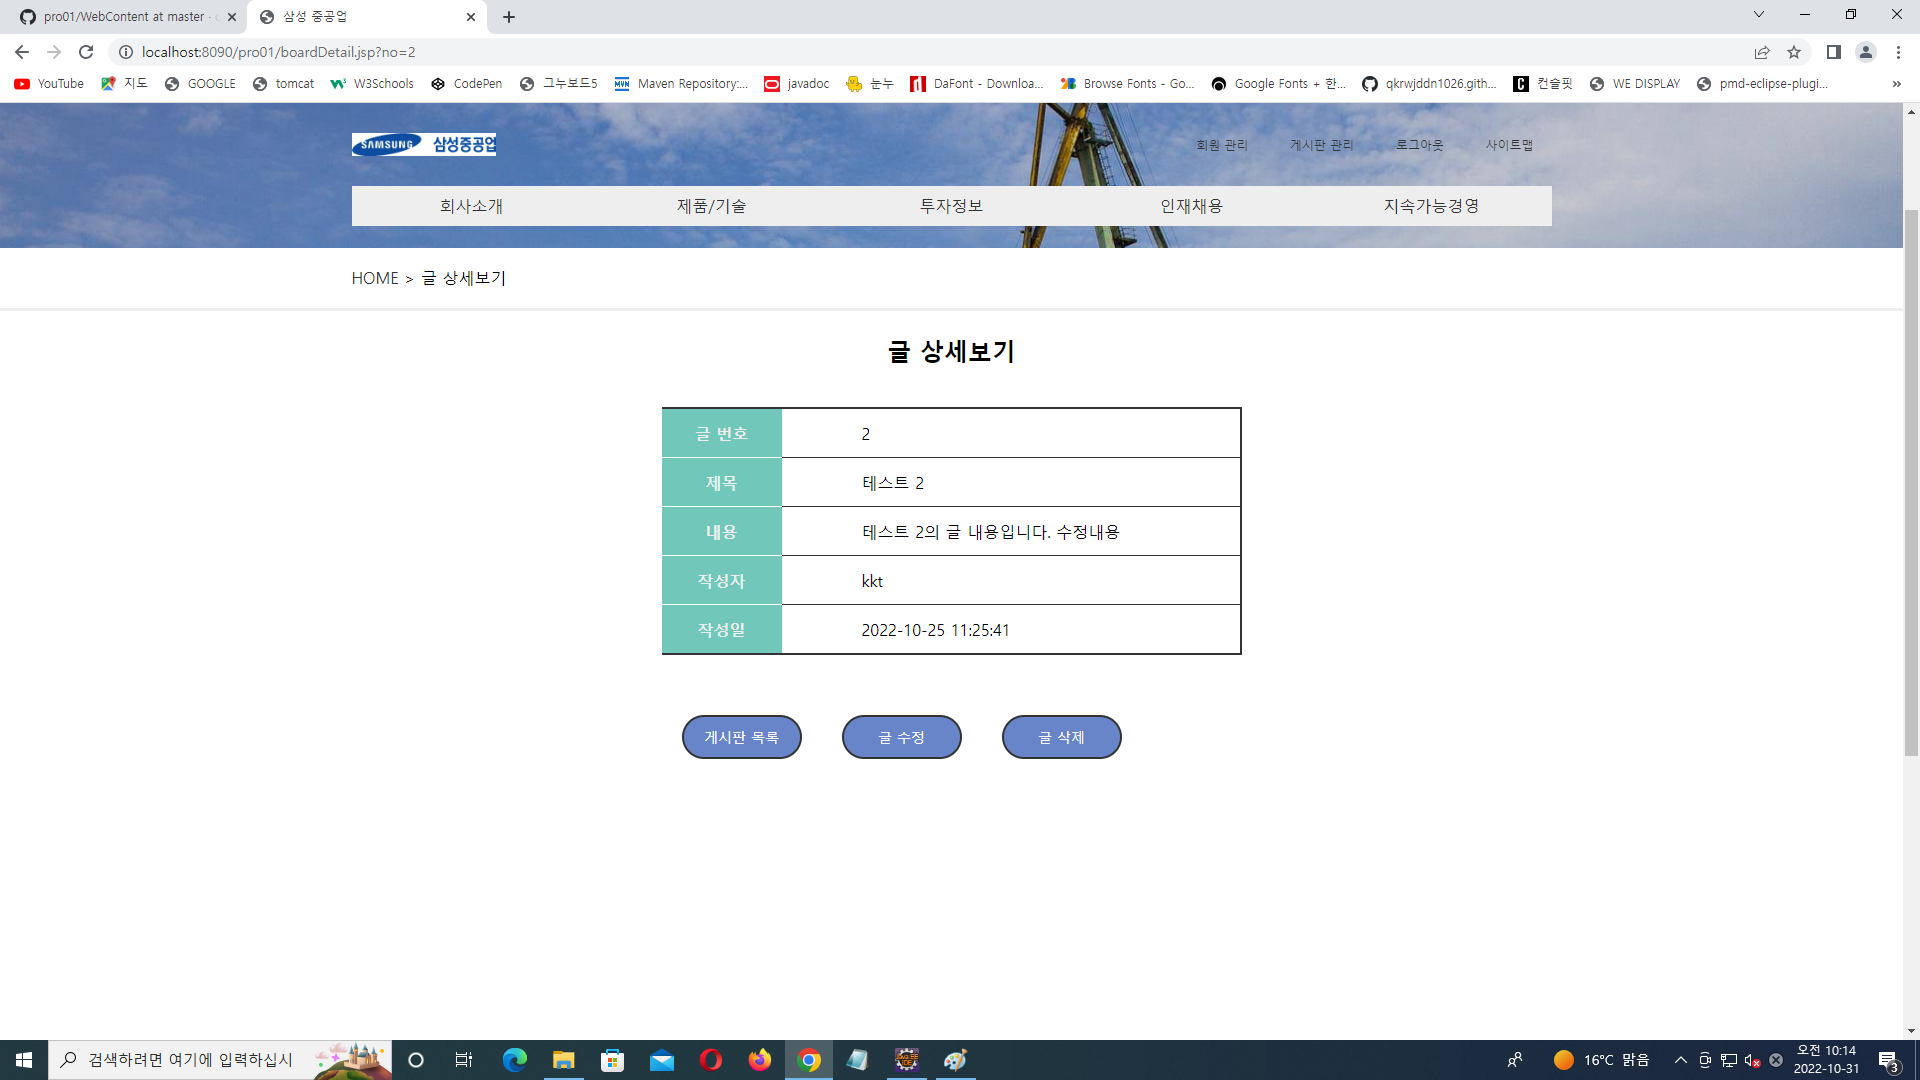 pro01/WebContent at master ·
삼성 중공업
localhost:8090/pro01/boardDetail.jsp?no=2
YouTube
지도
GOOGLE
tomcat
W3Schools
CodePen
그누보드5
MVN
Maven Repository:...
javadoc
눈누
DaFont - Downloa...
Browse Fonts - Go...
Google Fonts + 한...
qkrwjddn1026.gith...
컨슬핏
WE DISPLAY
pmd-eclipse-plugi...
»
SAMSUNG 삼성중공업
회원 관리
게시판 관리
로그아웃
사이트맵
회사소개
제품/기술
투자정보
인재채용
지속가능경영
HOME > 글 상세보기
글 상세보기
글 번호 2
제목 테스트 2
내용 테스트 2의 글 내용입니다. 수정내용
작성자 kkt
작성일 2022-10-25 11:25:41
게시판 목록
글 수정
글 삭제
검색하려면 여기에 입력하십시
16°C 맑음
오전 10:14
2022-10-31
3